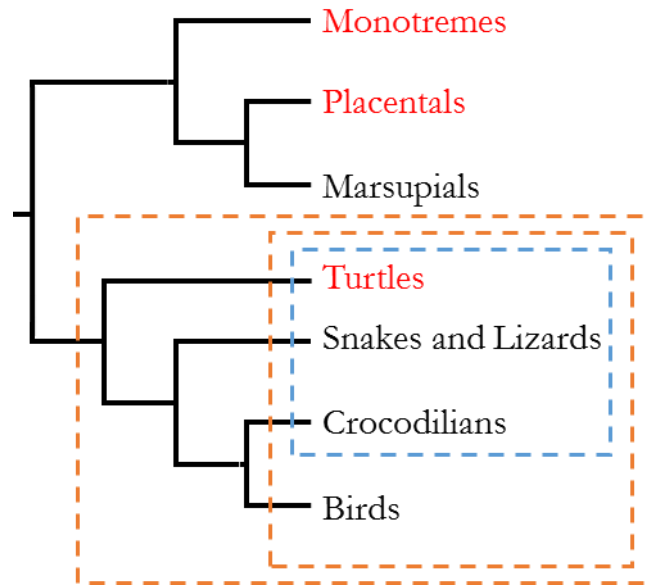 Monotremes
Placentals
Marsupials
Turtles
Snakes and Lizards
Crocodilians
Birds